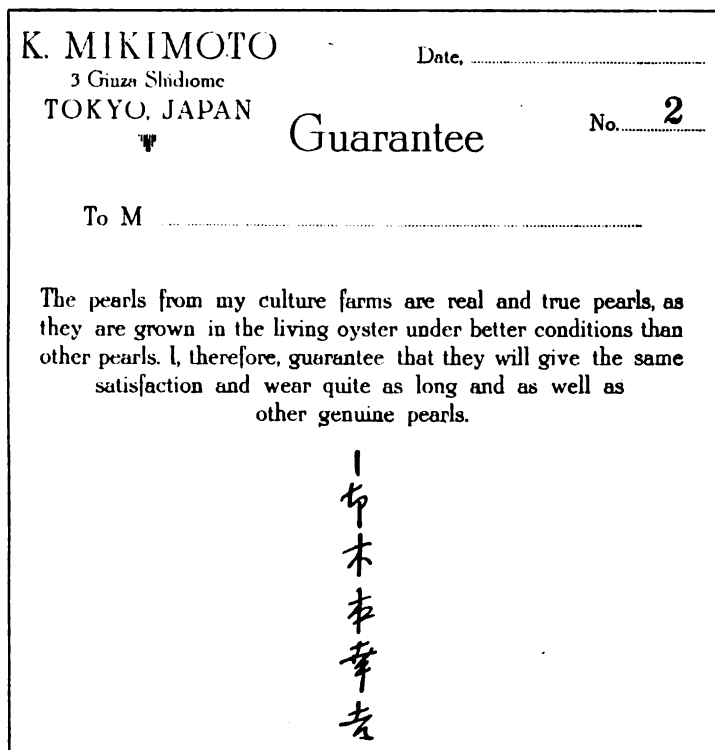 K. MIKIMOTO
3 Ginza Shichome
TOKYO, JAPAN
Date,
No. 2
Guarantee
To M
The pearls from my culture farms are real and true pearls, as
they are grown in the living oyster under better conditions than
other pearls. I, therefore, guarantee that they will give the same
satisfaction and wear quite as long and as well as
other genuine pearls.
御
木
本
幸
吉